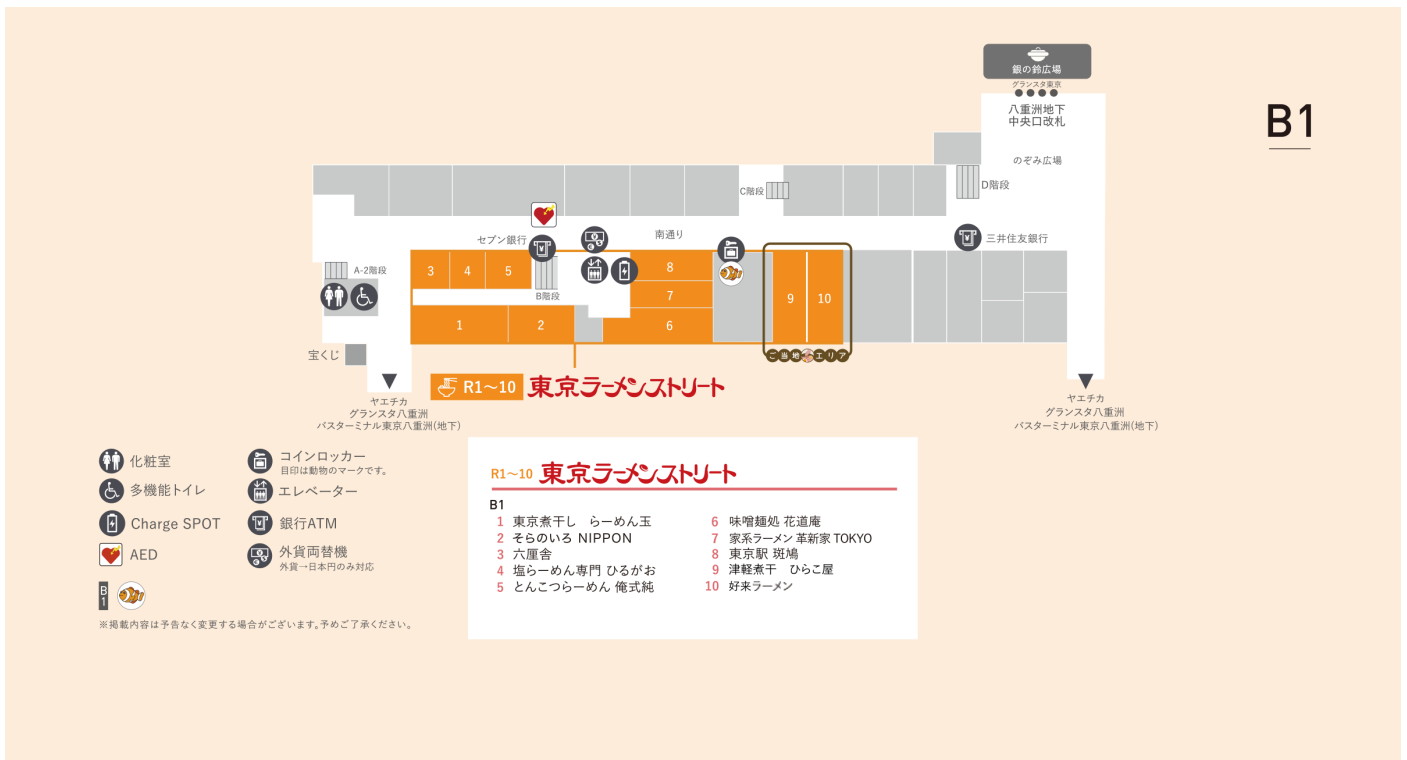 銀の鈴広場
グランスタ東京
八重洲地下
中央口改札
B1
のぞみ広場
C階段
D階段
セブン銀行
南通り
三井住友銀行
A-2階段
3
4
5
8
B階段
7
9
10
1
2
6
宝くじ
ご当地エリア
R1〜10 東京ラーメンストリート
ヤエチカ
グランスタ八重洲
バスターミナル東京八重洲(地下)
ヤエチカ
グランスタ八重洲
バスターミナル東京八重洲(地下)
化粧室
多機能トイレ
Charge SPOT
AED
B1
コインロッカー
目印は動物のマークです。
エレベーター
銀行ATM
外貨両替機
外貨→日本円のみ対応
※掲載内容は予告なく変更する場合がございます。予めご了承ください。
R1〜10 東京ラーメンストリート
B1
1 東京煮干し らーめん玉
2 そらのいろ NIPPON
3 六厘舎
4 塩らーめん専門 ひるがお
5 とんこつらーめん 俺式純
6 味噌麺処 花道庵
7 家系ラーメン 革新家 TOKYO
8 東京駅 斑鳩
9 津軽煮干 ひらこ屋
10 好来ラーメン